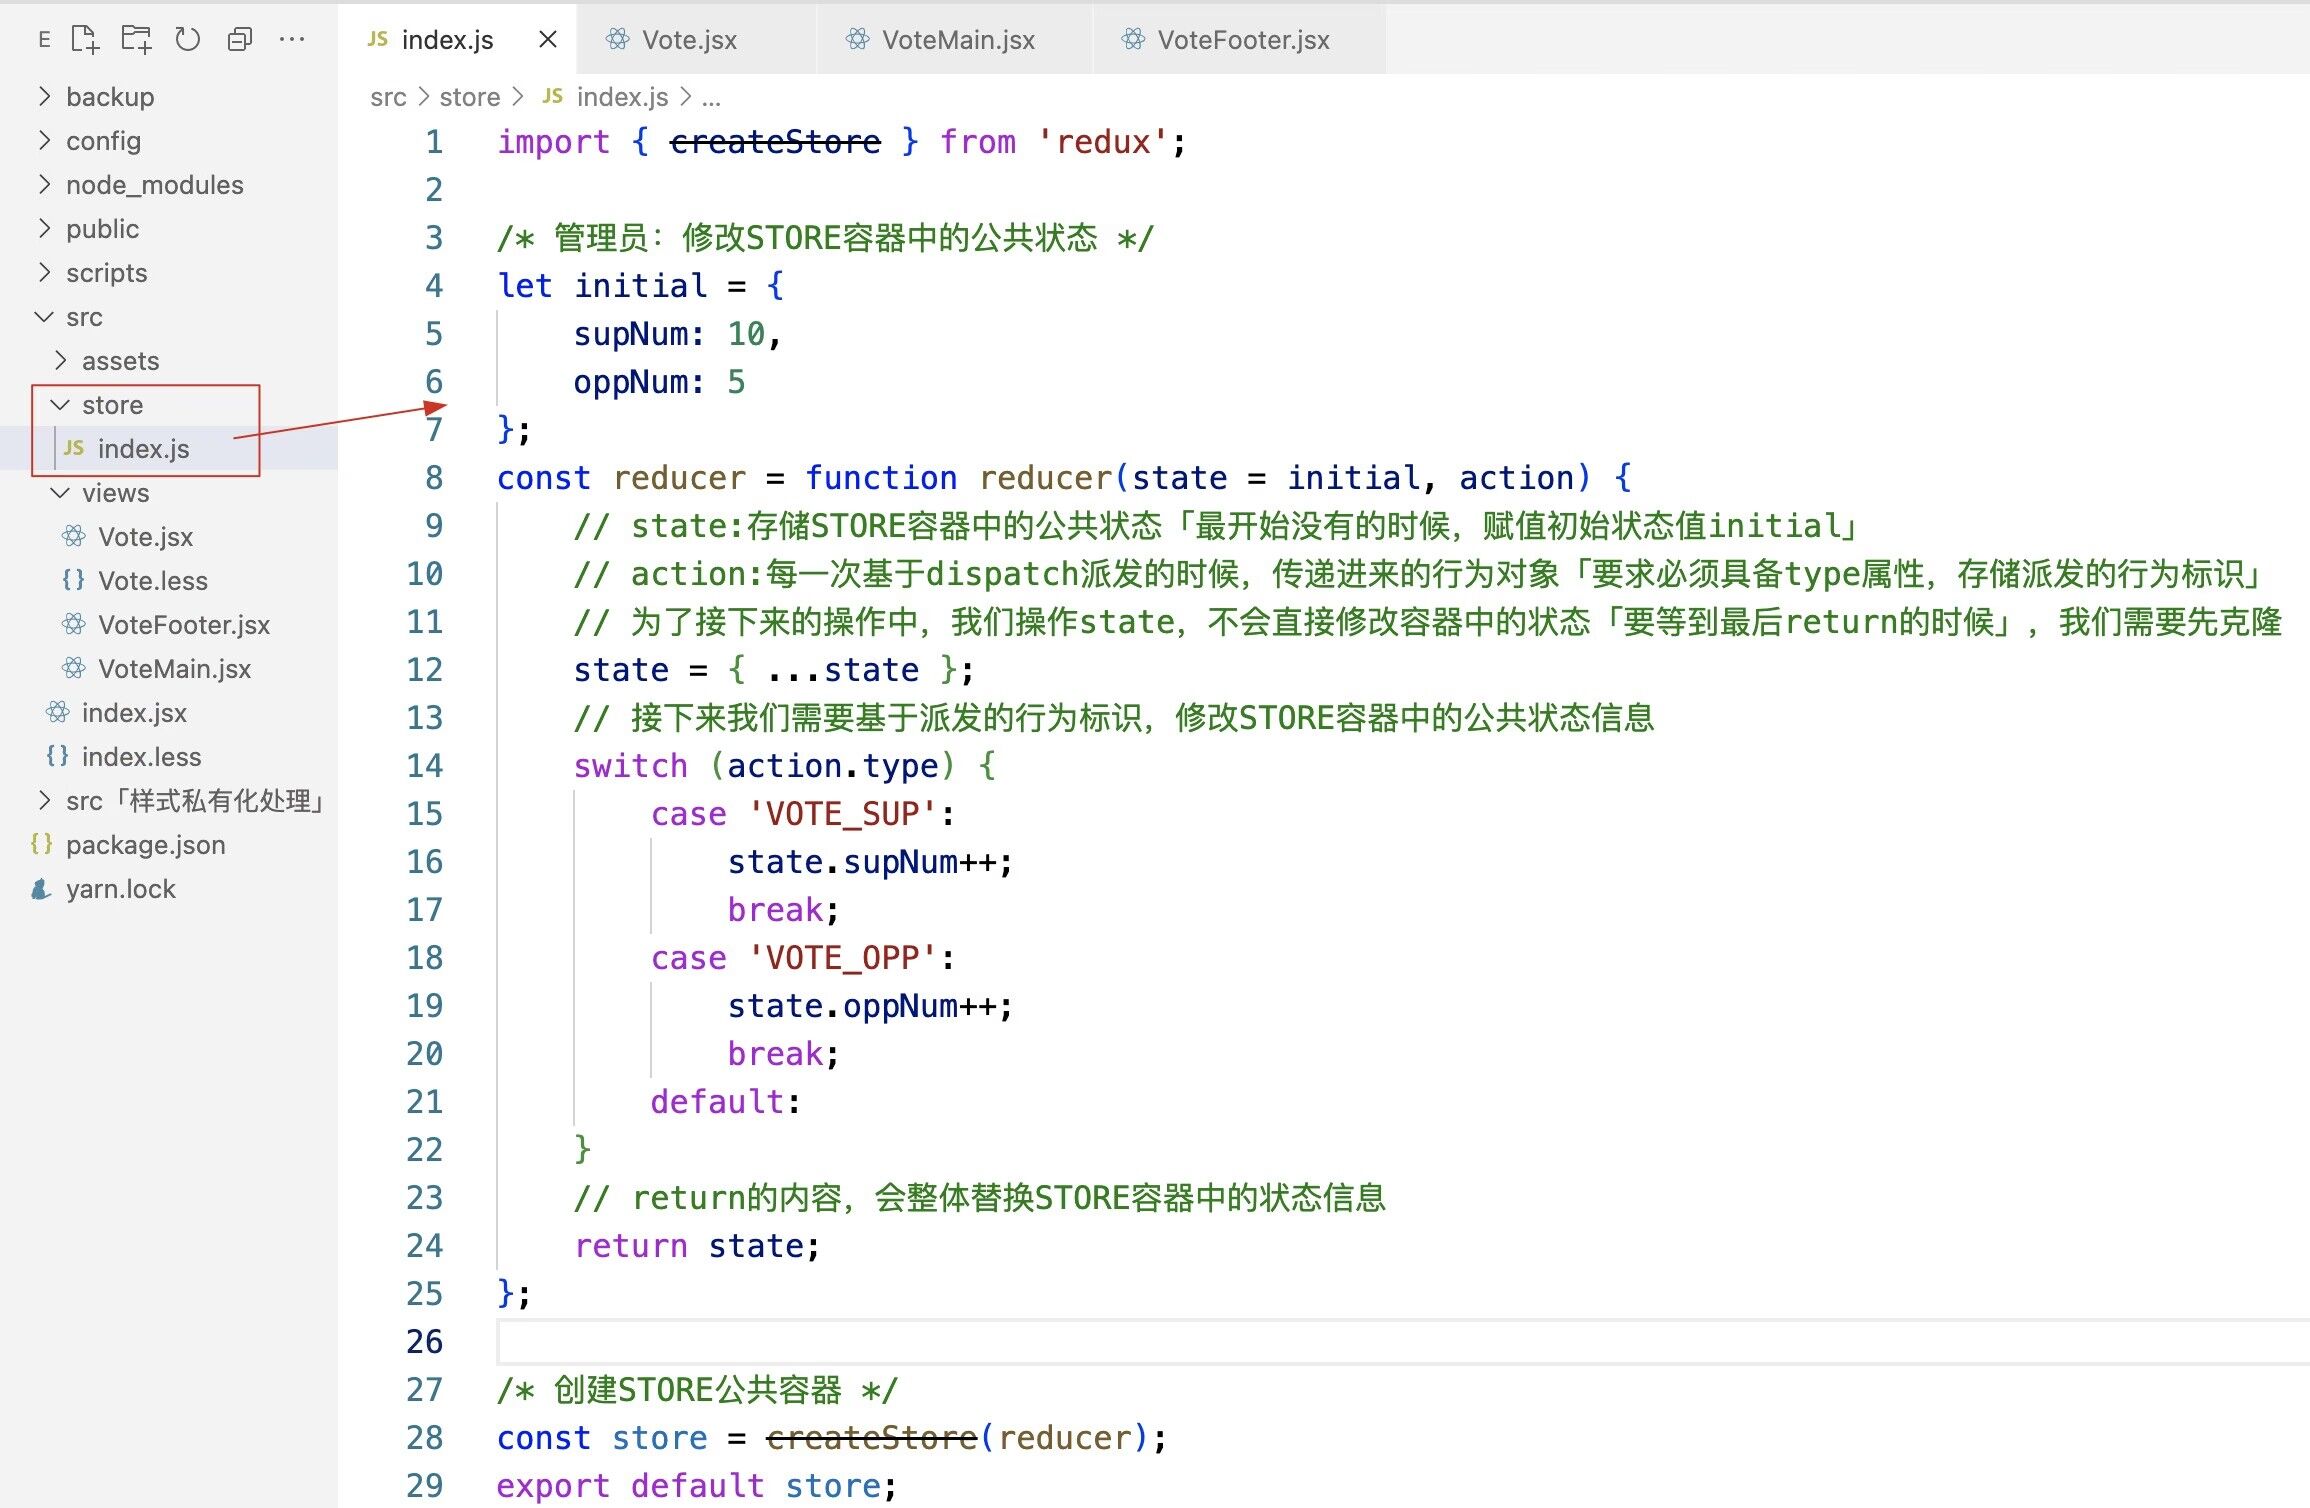 E
backup
config
node_modules
public
scripts
src
assets
store
JS index.js
views
Vote.jsx
{} Vote.less
VoteFooter.jsx
VoteMain.jsx
index.jsx
{} index.less
src「样式私有化处理」
{} package.json
yarn.lock
JS index.js Vote.jsx VoteMain.jsx VoteFooter.jsx
src > store > JS index.js > ...
1 import { createStore } from 'redux';
2
3 /* 管理员：修改STORE容器中的公共状态 */
4 let initial = {
5 supNum: 10,
6 oppNum: 5
7 };
8 const reducer = function reducer(state = initial, action) {
9 // state:存储STORE容器中的公共状态「最开始没有的时候，赋值初始状态值initial」
10 // action:每一次基于dispatch派发的时候，传递进来的行为对象「要求必须具备type属性，存储派发的行为标识」
11 // 为了接下来的操作中，我们操作state，不会直接修改容器中的状态「要等到最后return的时候」，我们需要先克隆
12 state = { ...state };
13 // 接下来我们需要基于派发的行为标识，修改STORE容器中的公共状态信息
14 switch (action.type) {
15 case 'VOTE_SUP':
16 state.supNum++;
17 break;
18 case 'VOTE_OPP':
19 state.oppNum++;
20 break;
21 default:
22 }
23 // return的内容，会整体替换STORE容器中的状态信息
24 return state;
25 };
26
27 /* 创建STORE公共容器 */
28 const store = createStore(reducer);
29 export default store;